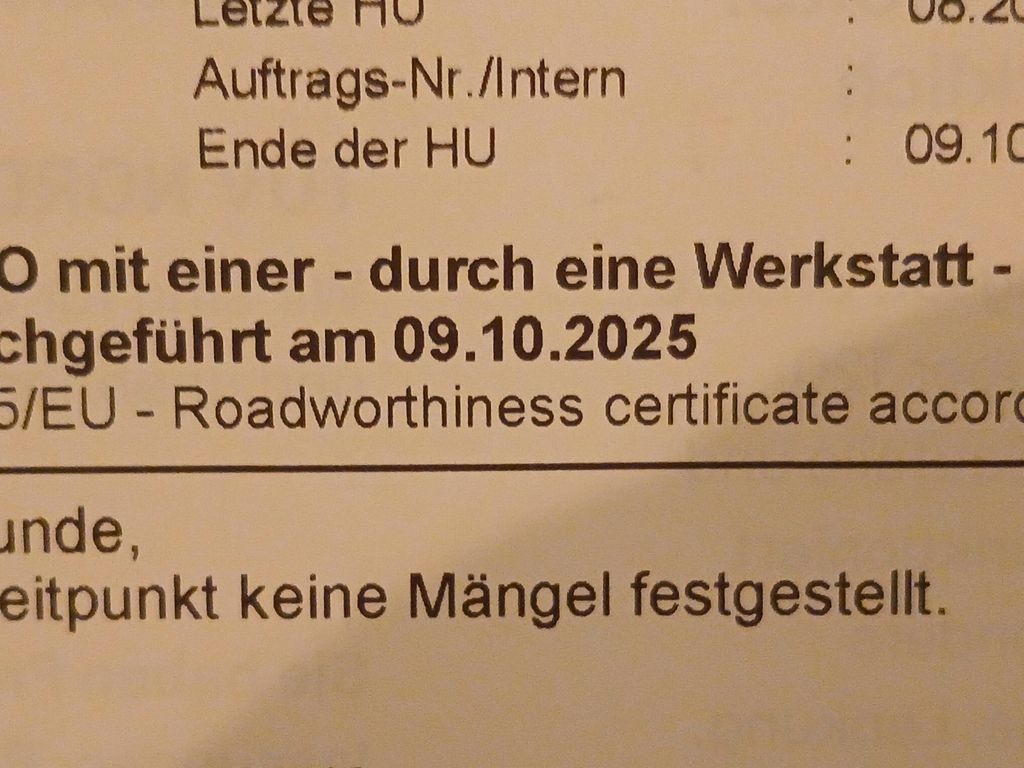 Letzte HU : 08.20
Auftrags-Nr./Intern :
Ende der HU : 09.10
O mit einer - durch eine Werkstatt -
chgeführt am 09.10.2025
5/EU - Roadworthiness certificate accord
unde,
eitpunkt keine Mängel festgestellt.